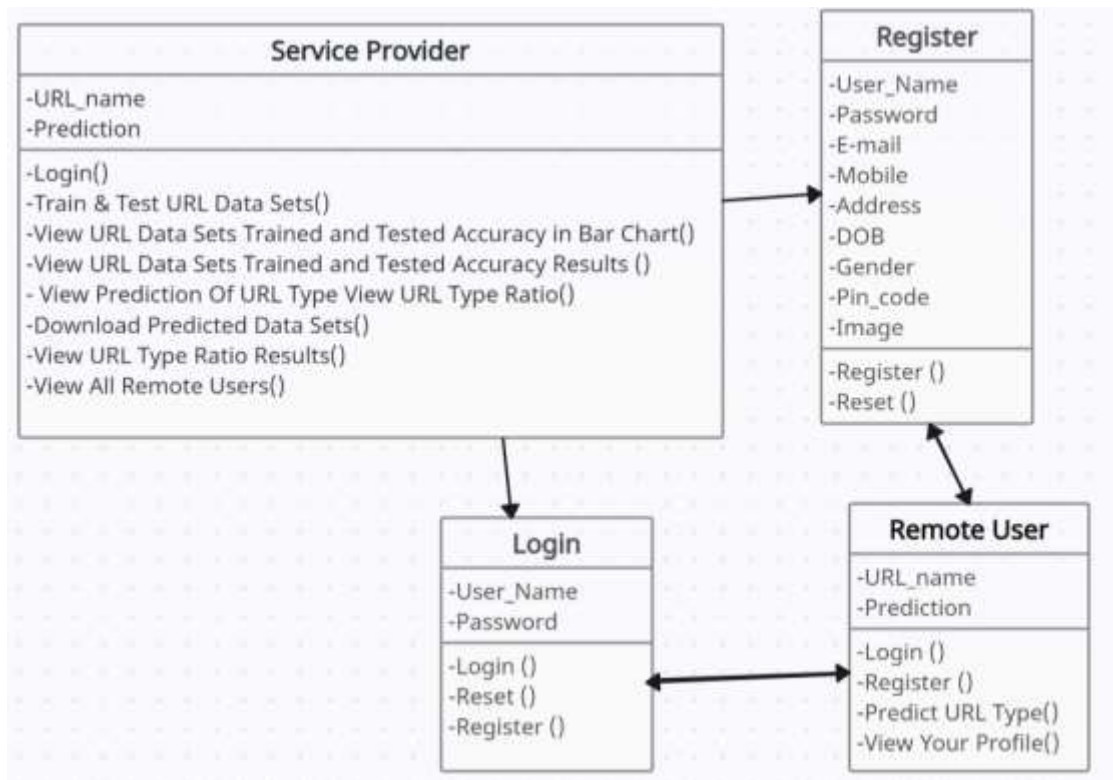 Service Provider
-URL_name
-Prediction
-Login()
-Train & Test URL Data Sets()
-View URL Data Sets Trained and Tested Accuracy in Bar Chart()
-View URL Data Sets Trained and Tested Accuracy Results ()
- View Prediction Of URL Type View URL Type Ratio()
-Download Predicted Data Sets()
-View URL Type Ratio Results()
-View All Remote Users()
Register
-User_Name
-Password
-E-mail
-Mobile
-Address
-DOB
-Gender
-Pin_code
-Image
-Register ()
-Reset ()
Login
-User_Name
-Password
-Login ()
-Reset ()
-Register ()
Remote User
-URL_name
-Prediction
-Login ()
-Register ()
-Predict URL Type()
-View Your Profile()